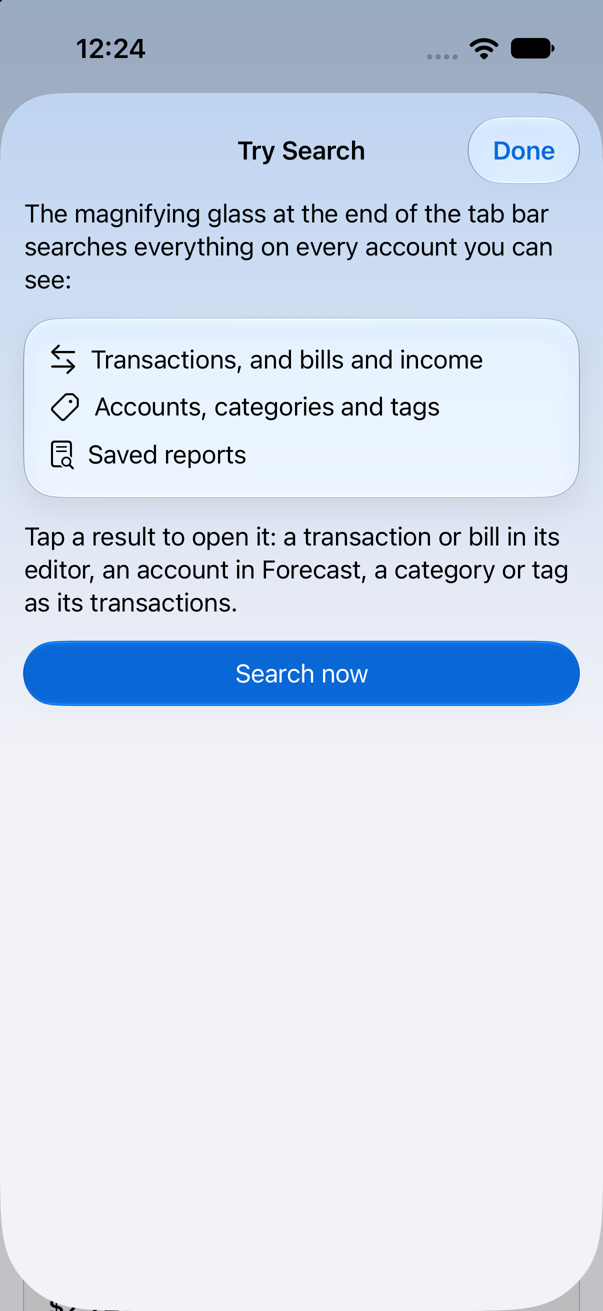 12:24
Try Search
Done
The magnifying glass at the end of the tab bar
searches everything on every account you can
see:
Transactions, and bills and income
Accounts, categories and tags
Saved reports
Tap a result to open it: a transaction or bill in its
editor, an account in Forecast, a category or tag
as its transactions.
Search now